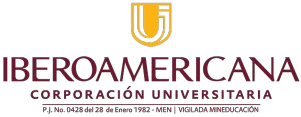 IBEROAMERICANA
CORPORACIÓN UNIVERSITARIA
P.J. No. 0428 del 28 de Enero 1982 - MEN | VIGILADA MINEDUCACIÓN